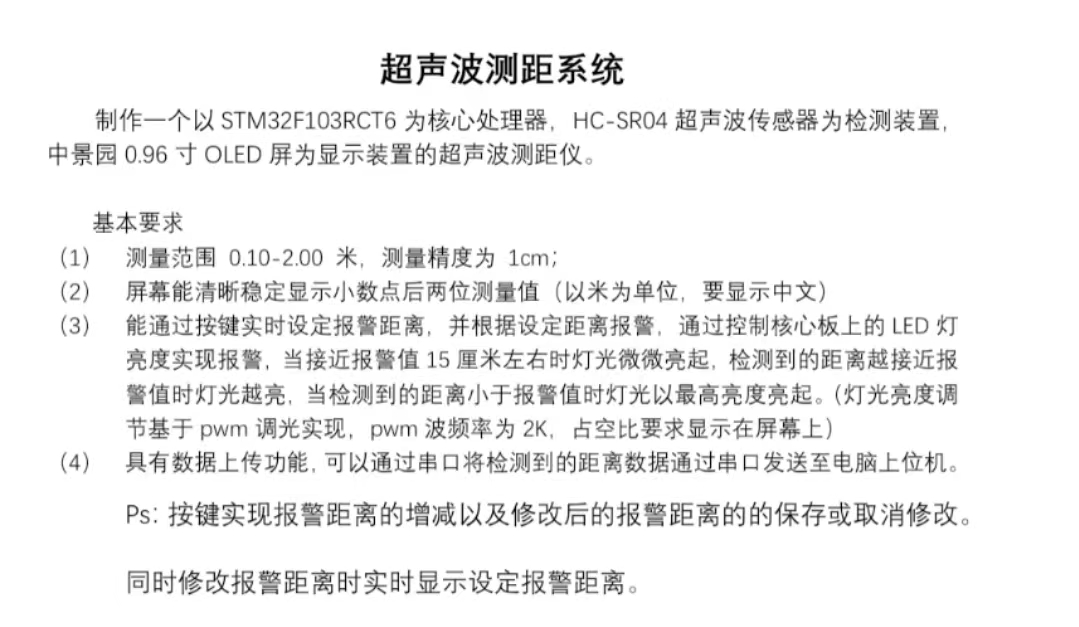 超声波测距系统
制作一个以 STM32F103RCT6 为核心处理器，HC-SR04 超声波传感器为检测装置，
中景园 0.96 寸 OLED 屏为显示装置的超声波测距仪。
基本要求
（1） 测量范围 0.10-2.00 米，测量精度为 1cm；
（2） 屏幕能清晰稳定显示小数点后两位测量值（以米为单位，要显示中文）
（3） 能通过按键实时设定报警距离，并根据设定距离报警，通过控制核心板上的 LED 灯
亮度实现报警，当接近报警值 15 厘米左右时灯光微微亮起，检测到的距离越接近报
警值时灯光越亮，当检测到的距离小于报警值时灯光以最高亮度亮起。（灯光亮度调
节基于 pwm 调光实现，pwm 波频率为 2K，占空比要求显示在屏幕上）
（4） 具有数据上传功能，可以通过串口将检测到的距离数据通过串口发送至电脑上位机。
Ps: 按键实现报警距离的增减以及修改后的报警距离的的保存或取消修改。
同时修改报警距离时实时显示设定报警距离。